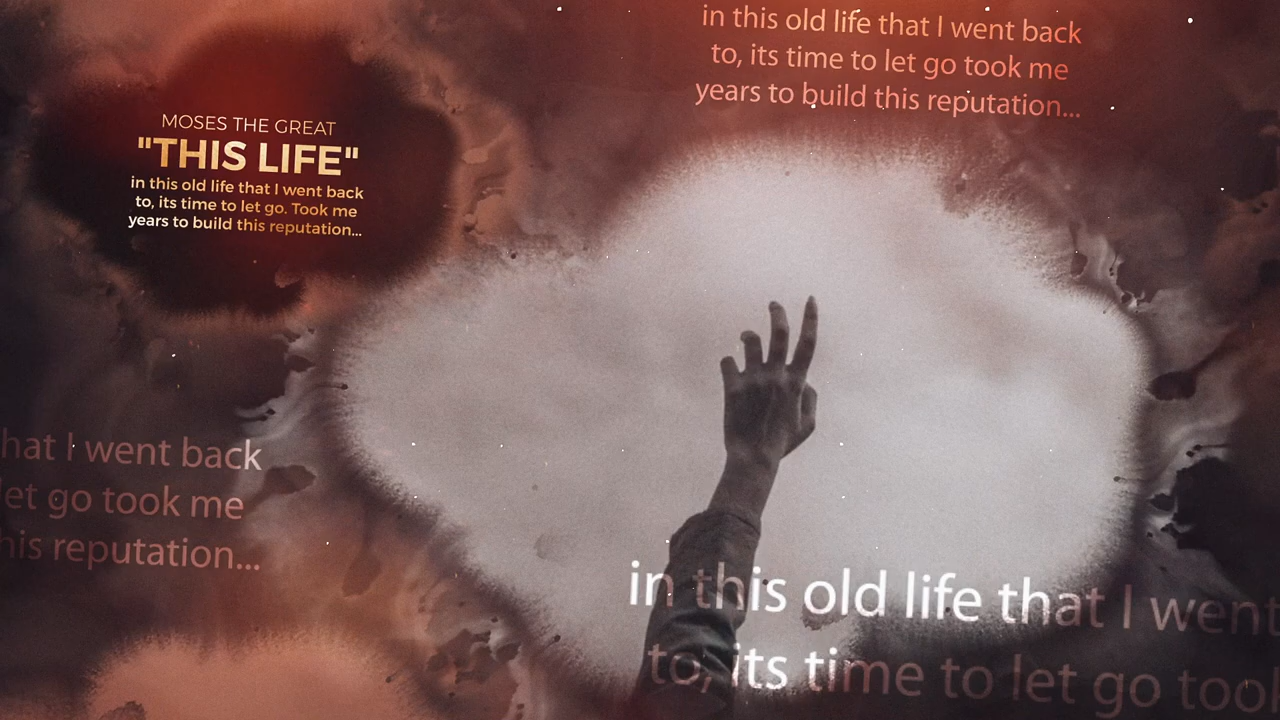 MOSES THE GREAT
"THIS LIFE"
in this old life that I went back
to, its time to let go. Took me
years to build this reputation...
in this old life that I went back
to, its time to let go took me
years to build this reputation...
hat I went back
let go took me
his reputation...
in this old life that I went
to, its time to let go took